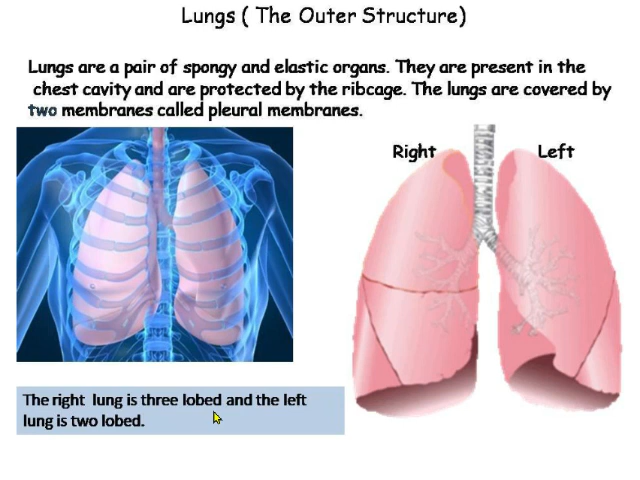 Lungs ( The Outer Structure)
Lungs are a pair of spongy and elastic organs. They are present in the
chest cavity and are protected by the ribcage. The lungs are covered by
two membranes called pleural membranes.
Right
Left
The right lung is three lobed and the left
lung is two lobed.